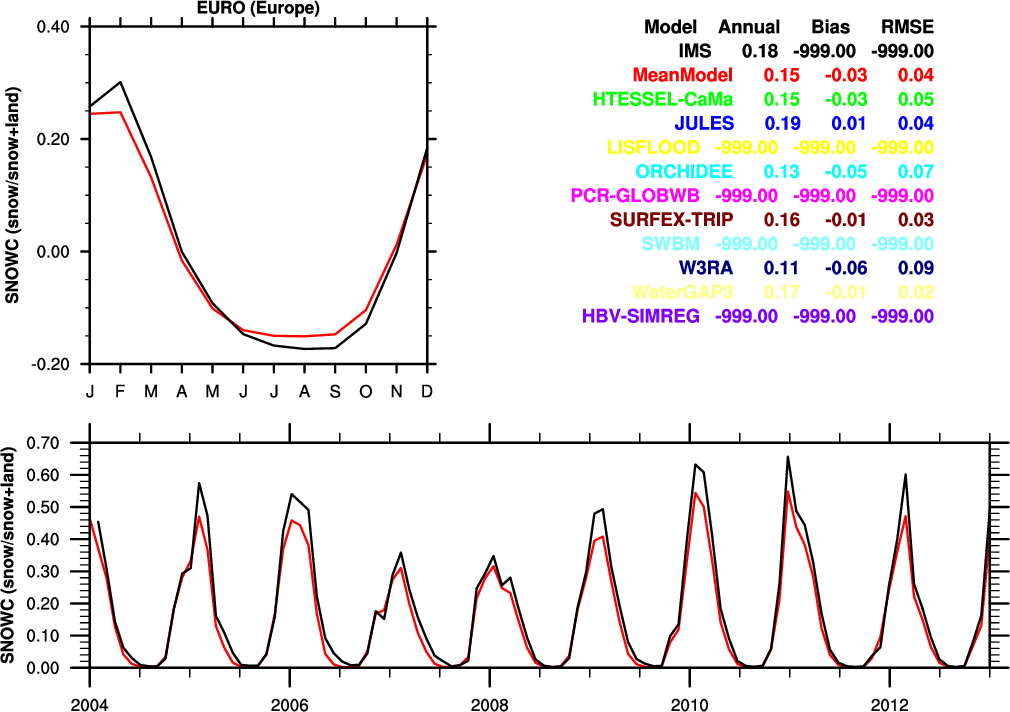 EURO (Europe)
0.40
0.20
0.00
-0.20
SNOWC (snow/snow+land)
J F M A M J J A S O N D
Model Annual Bias RMSE
IMS 0.18 -999.00 -999.00
MeanModel 0.15 -0.03 0.04
HTESSEL-CaMa 0.15 -0.03 0.05
JULES 0.19 0.01 0.04
LISFLOOD -999.00 -999.00 -999.00
ORCHIDEE 0.13 -0.05 0.07
PCR-GLOBWB -999.00 -999.00 -999.00
SURFEX-TRIP 0.16 -0.01 0.03
SWBM -999.00 -999.00 -999.00
W3RA 0.11 -0.06 0.09
WaterGAP3 0.17 -0.01 0.02
HBV-SIMREG -999.00 -999.00 -999.00
0.70
0.60
0.50
0.40
0.30
0.20
0.10
0.00
SNOWC (snow/snow+land)
2004 2006 2008 2010 2012